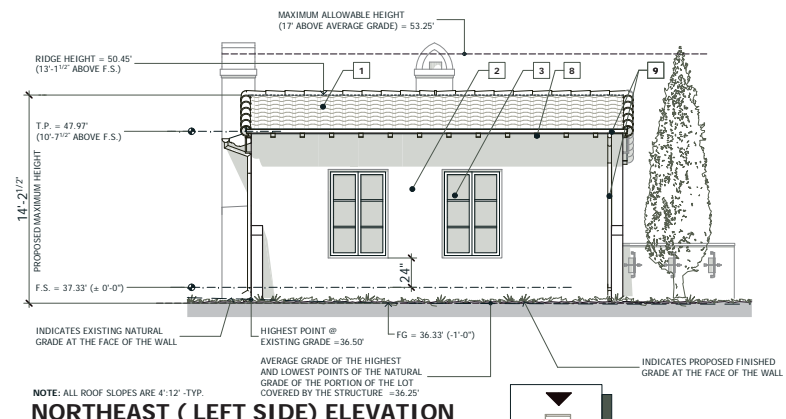 MAXIMUM ALLOWABLE HEIGHT
(17' ABOVE AVERAGE GRADE) = 53.25'
RIDGE HEIGHT = 50.45'
(13'-1 1/2" ABOVE F.S.)
1
2
3
8
9
T.P. = 47.97'
(10'-7 1/2" ABOVE F.S.)
14'-2 1/2"
PROPOSED MAXIMUM HEIGHT
24"
F.S. = 37.33' (± 0'-0")
INDICATES EXISTING NATURAL
GRADE AT THE FACE OF THE WALL
HIGHEST POINT @
EXISTING GRADE =36.50'
FG = 36.33' (-1'-0")
AVERAGE GRADE OF THE HIGHEST
AND LOWEST POINTS OF THE NATURAL
GRADE OF THE PORTION OF THE LOT
COVERED BY THE STRUCTURE =36.25'
INDICATES PROPOSED FINISHED
GRADE AT THE FACE OF THE WALL
NOTE: ALL ROOF SLOPES ARE 4':12' -TYP.
NORTHEAST ( LEFT SIDE) ELEVATION